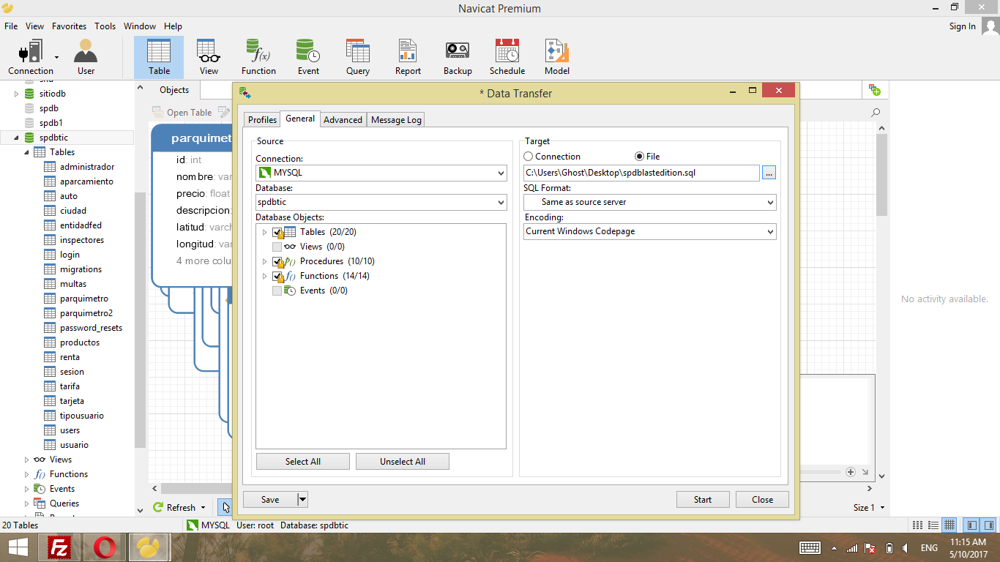 Navicat Premium
File View Favorites Tools Window Help
Sign In
Connection User Table View Function Event Query Report Backup Schedule Model
sitiodb
spdb
spdb1
spdbtic
Tables
administrador
aparcamiento
auto
ciudad
entidadfed
inspectores
login
migrations
multas
parquimetro
parquimetro2
password_resets
productos
renta
sesion
tarifa
tarjeta
tipousuario
users
usuario
Views
Functions
Events
Queries
Objects
Open Table
parquimet
id: int
nombre: var
precio: float
descripcion:
latitud: varch
longitud: var
4 more colu
* Data Transfer
Profiles General Advanced Message Log
Source
Connection:
MYSQL
Database:
spdbtic
Database Objects:
Tables (20/20)
Views (0/0)
Procedures (10/10)
Functions (14/14)
Events (0/0)
Select All Unselect All
Target
Connection File
C:\Users\Ghost\Desktop\spdblastedition.sql
...
SQL Format:
Same as source server
Encoding:
Current Windows Codepage
Save Start Close
No activity available.
Refresh
Size 1
20 Tables MYSQL User: root Database: spdbtic
ENG
11:15 AM
5/10/2017